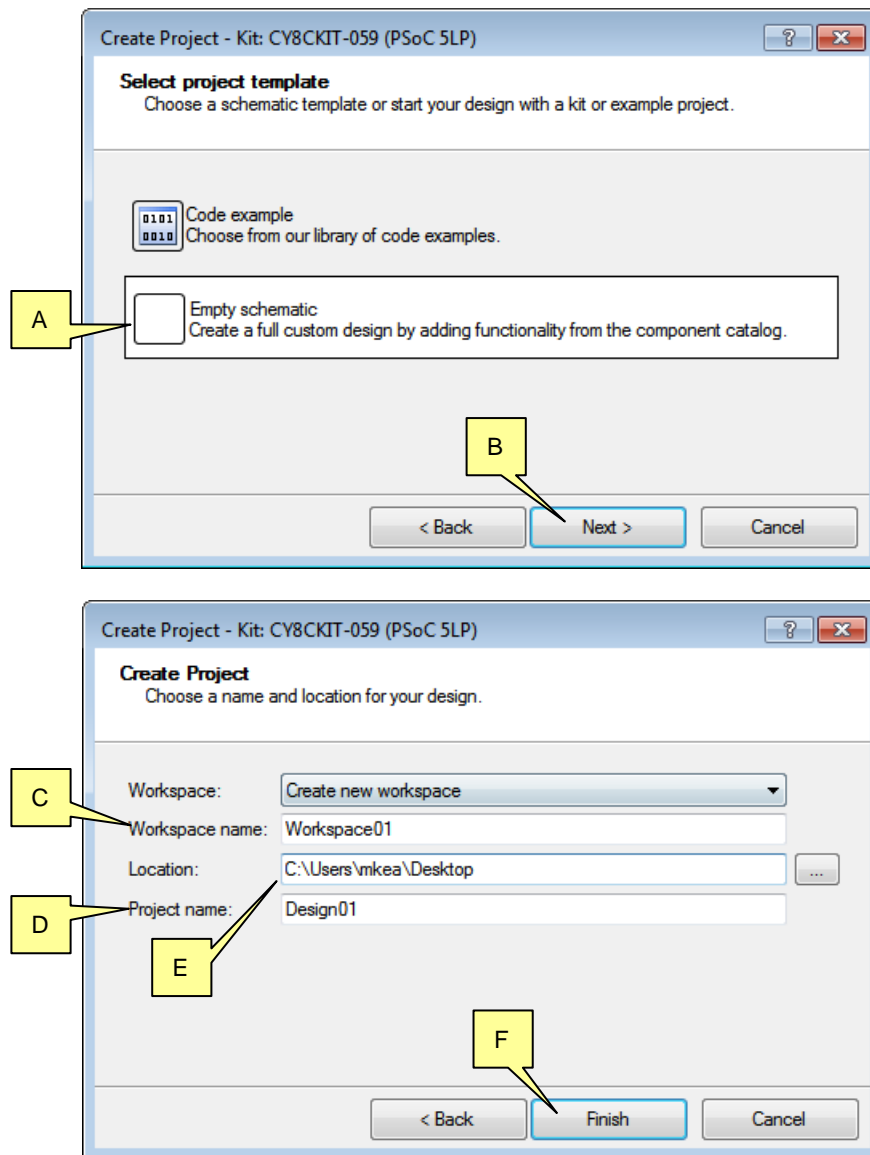 Create Project - Kit: CY8CKIT-059 (PSoC 5LP)
Select project template
Choose a schematic template or start your design with a kit or example project.
0101
0010
Code example
Choose from our library of code examples.
A
Empty schematic
Create a full custom design by adding functionality from the component catalog.
B
< Back
Next >
Cancel
Create Project - Kit: CY8CKIT-059 (PSoC 5LP)
Create Project
Choose a name and location for your design.
C
Workspace: Create new workspace
Workspace name: Workspace01
Location: C:\Users\mkea\Desktop ...
D
Project name: Design01
E
F
< Back
Finish
Cancel